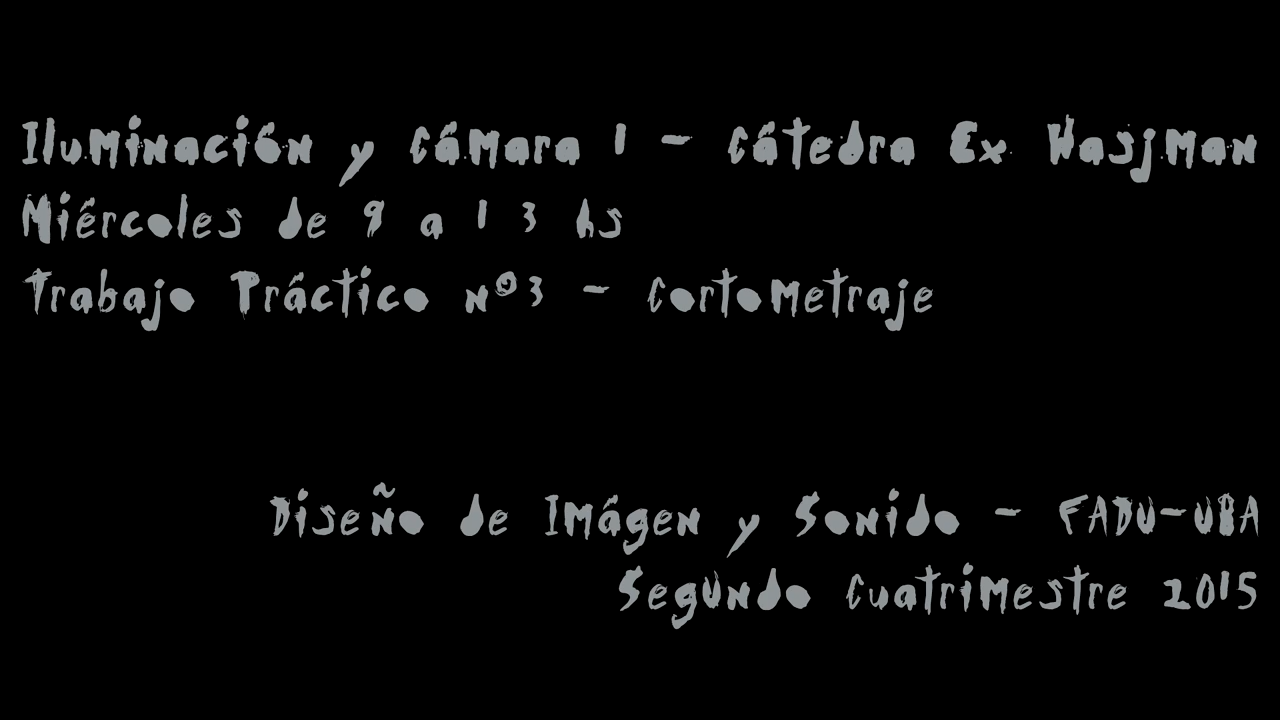 Iluminación y Cámara 1 - Cátedra Ex Wasjman
Miércoles de 9 a 13 hs
Trabajo Práctico nº3 - Cortometraje
Diseño de Imágen y Sonido - FADU-UBA
Segundo Cuatrimestre 2015